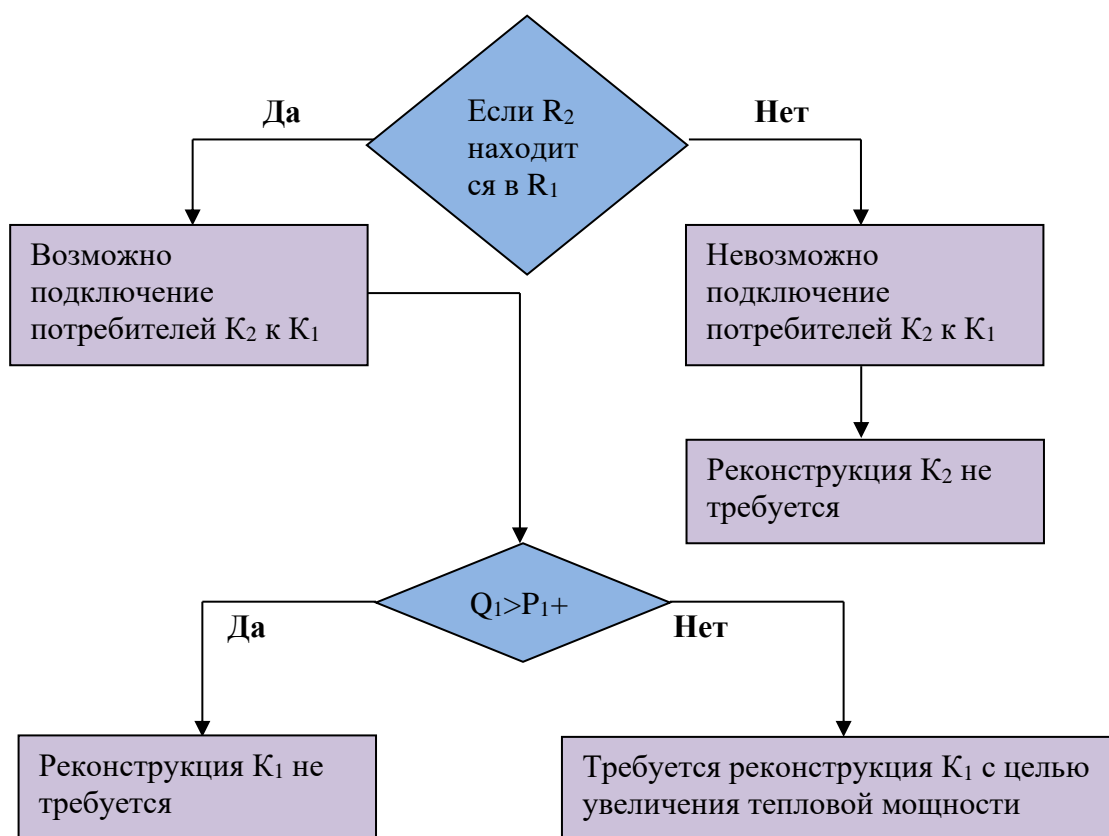 Да
Если R₂
находит
ся в R₁
Нет
Возможно
подключение
потребителей К₂ к К₁
Невозможно
подключение
потребителей К₂ к К₁
Реконструкция К₂ не
требуется
Q₁>P₁+
Да
Нет
Реконструкция К₁ не
требуется
Требуется реконструкция К₁ с целью
увеличения тепловой мощности